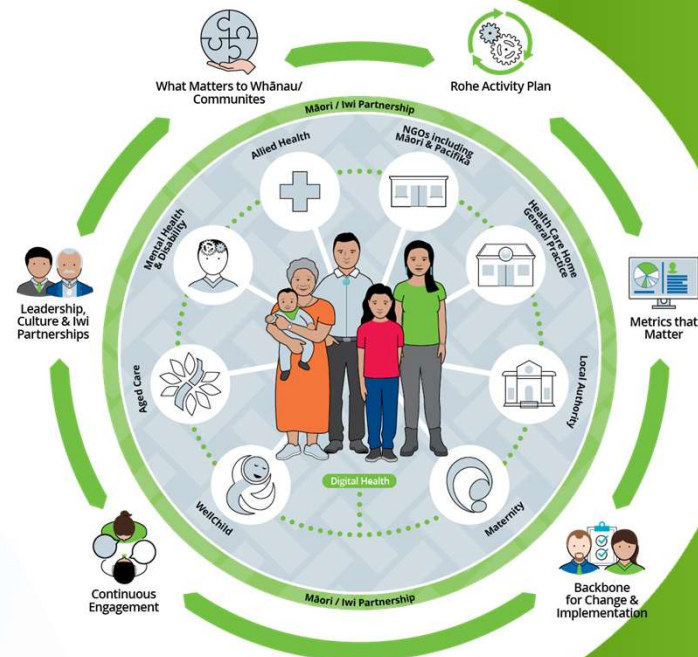 What Matters to Whānau/
Communites
Rohe Activity Plan
Māori / Iwi Partnership
Allied Health
NGOs including
Māori & Pacifika
Mental Health
& Disability
Health Care Home
General Practice
Leadership,
Culture & Iwi
Partnerships
Metrics that
Matter
Aged Care
Local Authority
Digital Health
WellChild
Maternity
Continuous
Engagement
Māori / Iwi Partnership
Backbone
for Change &
Implementation